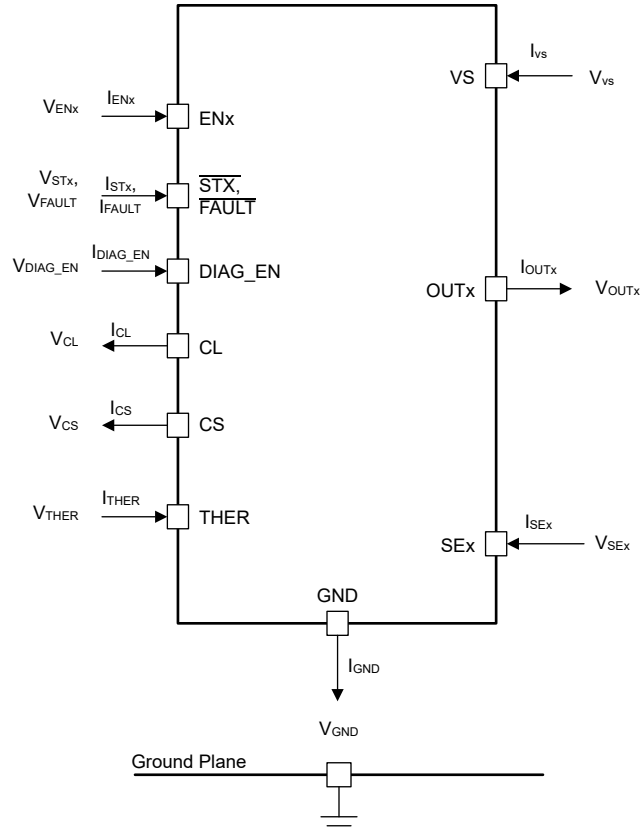 Ivs
VS
Vvs
VENx
IENx
ENx
VSTx,
VFAULT
ISTx,
IFAULT
STX,
FAULT
VDIAG_EN
IDIAG_EN
DIAG_EN
IOUTx
OUTx
VOUTx
VCL
ICL
CL
VCS
ICS
CS
VTHER
ITHER
THER
ISEx
SEx
VSEx
GND
IGND
VGND
Ground Plane